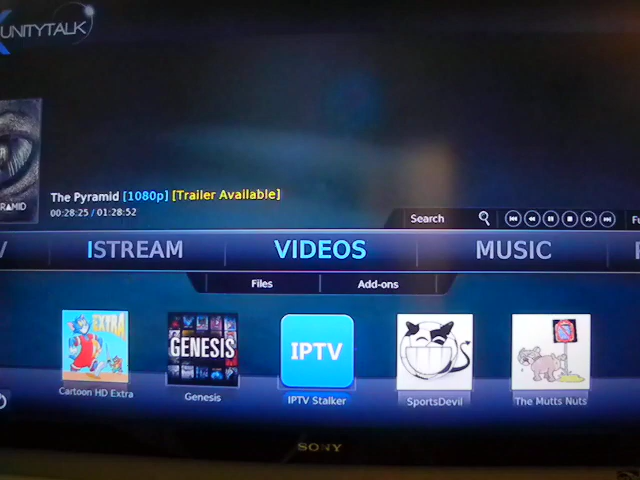 UNITYTALK
The Pyramid [1080p] [Trailer Available]
00:28:25 / 01:28:52
Search
ISTREAM VIDEOS MUSIC
Files Add-ons
EXTRA
GENESIS
IPTV
Cartoon HD Extra
Genesis
IPTV Stalker
SportsDevil
The Mutts Nuts
SONY